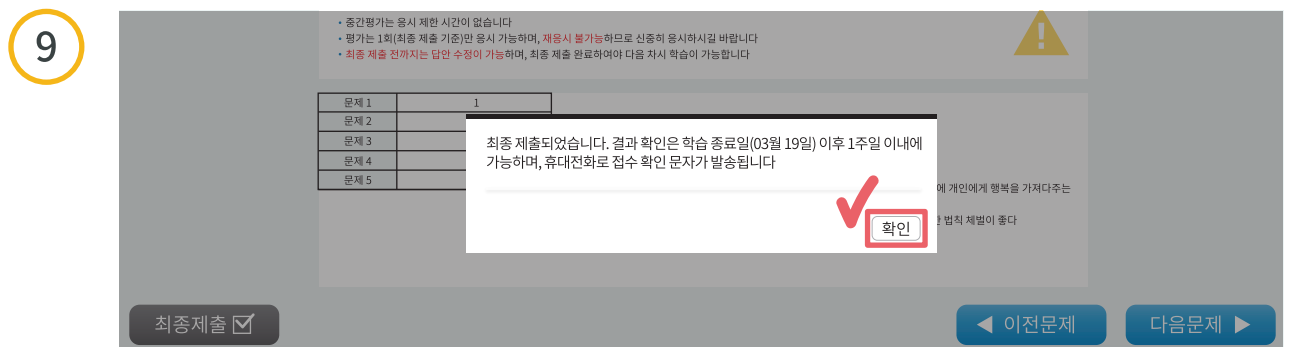 9
• 중간평가는 응시 제한 시간이 없습니다
• 평가는 1회(최종 제출 기준)만 응시 가능하며, 재응시 불가능하므로 신중히 응시하시길 바랍니다
• 최종 제출 전까지는 답안 수정이 가능하며, 최종 제출 완료하여야 다음 차시 학습이 가능합니다
문제 1 1
문제 2
문제 3
문제 4
문제 5
최종 제출되었습니다. 결과 확인은 학습 종료일(03월 19일) 이후 1주일 이내에
가능하며, 휴대전화로 접수 확인 문자가 발송됩니다
에 개인에게 행복을 가져다주는
법칙 체벌이 좋다
확인
최종제출
◀ 이전문제
다음문제 ▶